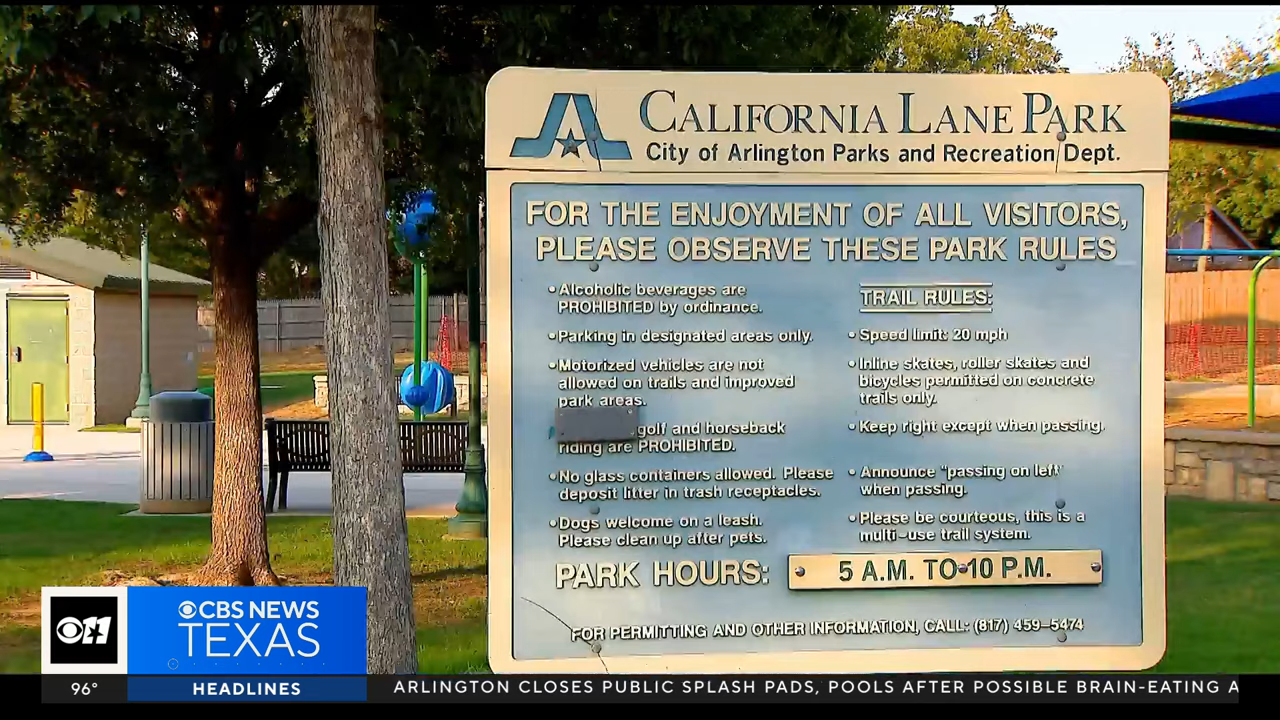 CALIFORNIA LANE PARK
City of Arlington Parks and Recreation Dept.
FOR THE ENJOYMENT OF ALL VISITORS,
PLEASE OBSERVE THESE PARK RULES
• Alcoholic beverages are
PROHIBITED by ordinance.
• Parking in designated areas only.
• Motorized vehicles are not
allowed on trails and improved
park areas.
golf and horseback
riding are PROHIBITED.
• No glass containers allowed. Please
deposit litter in trash receptacles.
• Dogs welcome on a leash.
Please clean up after pets.
TRAIL RULES:
• Speed limit: 20 mph
• Inline skates, roller skates and
bicycles permitted on concrete
trails only.
• Keep right except when passing.
• Announce "passing on left"
when passing.
• Please be courteous, this is a
multi-use trail system.
PARK HOURS: 5 A.M. TO 10 P.M.
FOR PERMITTING AND OTHER INFORMATION, CALL: (817) 459-5474
11
CBS NEWS
TEXAS
96° HEADLINES ARLINGTON CLOSES PUBLIC SPLASH PADS, POOLS AFTER POSSIBLE BRAIN-EATING A